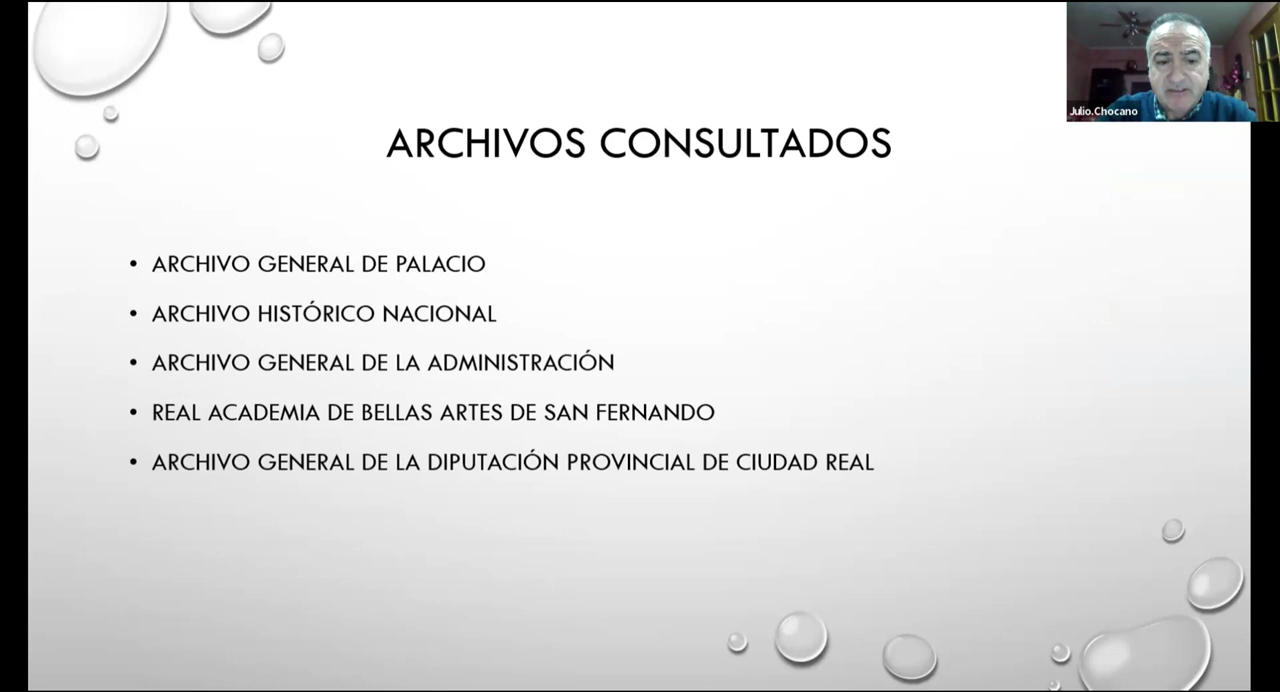 Julio.Chocano
ARCHIVOS CONSULTADOS
• ARCHIVO GENERAL DE PALACIO
• ARCHIVO HISTÓRICO NACIONAL
• ARCHIVO GENERAL DE LA ADMINISTRACIÓN
• REAL ACADEMIA DE BELLAS ARTES DE SAN FERNANDO
• ARCHIVO GENERAL DE LA DIPUTACIÓN PROVINCIAL DE CIUDAD REAL